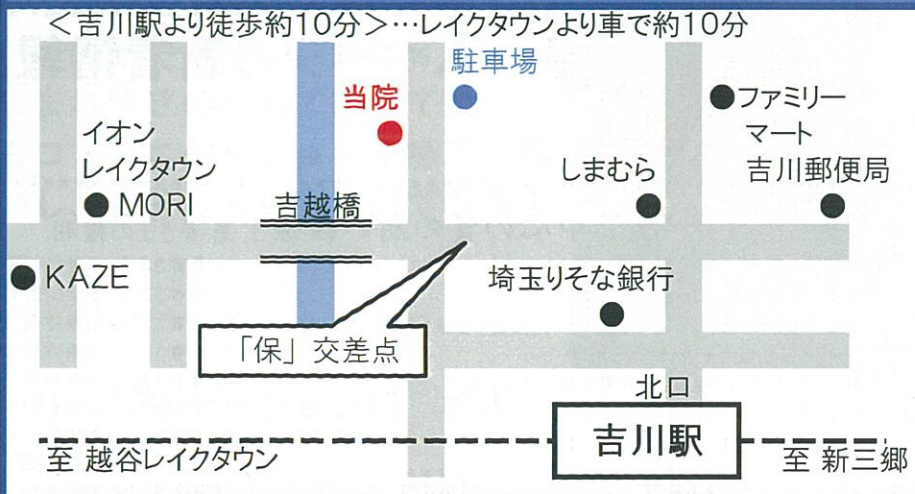 ＜吉川駅より徒歩約10分＞…レイクタウンより車で約10分
駐車場
当院
ファミリー
マート
イオン
レイクタウン
MORI
吉越橋
しまむら
吉川郵便局
KAZE
埼玉りそな銀行
「保」交差点
北口
吉川駅
至 越谷レイクタウン
至 新三郷